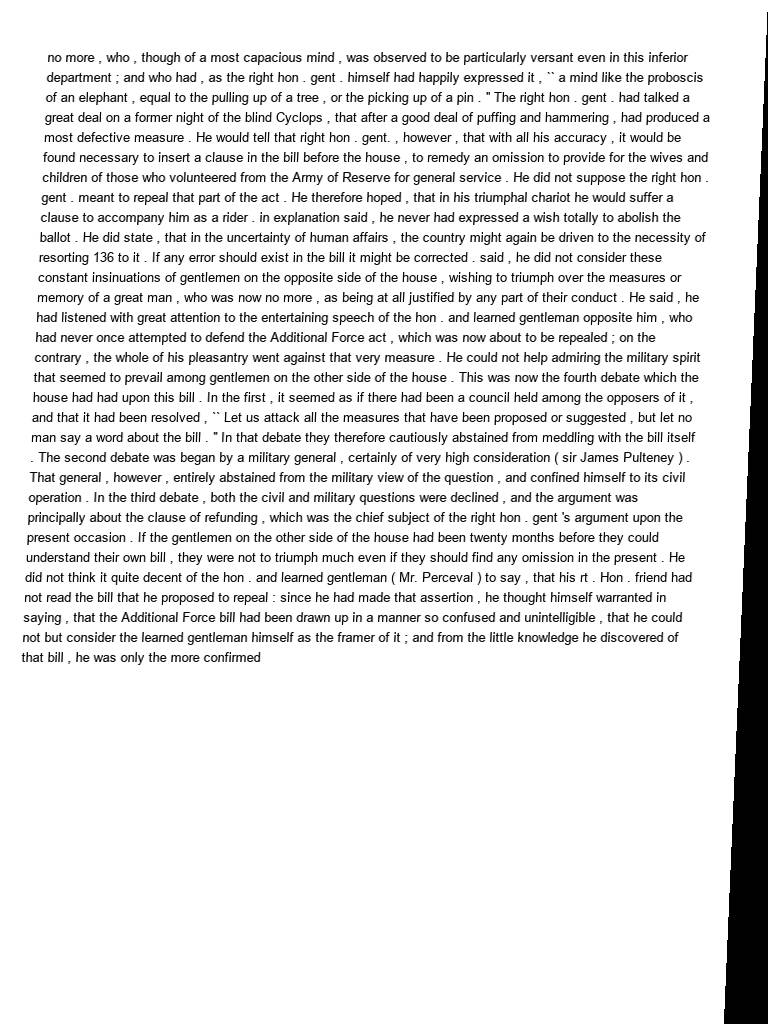 no more , who , though of a most capacious mind , was observed to be particularly versant even in this inferior
department ; and who had , as the right hon . gent . himself had happily expressed it , `` a mind like the proboscis
of an elephant , equal to the pulling up of a tree , or the picking up of a pin . '' The right hon . gent . had talked a
great deal on a former night of the blind Cyclops , that after a good deal of puffing and hammering , had produced a
most defective measure . He would tell that right hon . gent. , however , that with all his accuracy , it would be
found necessary to insert a clause in the bill before the house , to remedy an omission to provide for the wives and
children of those who volunteered from the Army of Reserve for general service . He did not suppose the right hon .
gent . meant to repeal that part of the act . He therefore hoped , that in his triumphal chariot he would suffer a
clause to accompany him as a rider . in explanation said , he never had expressed a wish totally to abolish the
ballot . He did state , that in the uncertainty of human affairs , the country might again be driven to the necessity of
resorting 136 to it . If any error should exist in the bill it might be corrected . said , he did not consider these
constant insinuations of gentlemen on the opposite side of the house , wishing to triumph over the measures or
memory of a great man , who was now no more , as being at all justified by any part of their conduct . He said , he
had listened with great attention to the entertaining speech of the hon . and learned gentleman opposite him , who
had never once attempted to defend the Additional Force act , which was now about to be repealed ; on the
contrary , the whole of his pleasantry went against that very measure . He could not help admiring the military spirit
that seemed to prevail among gentlemen on the other side of the house . This was now the fourth debate which the
house had had upon this bill . In the first , it seemed as if there had been a council held among the opposers of it ,
and that it had been resolved , `` Let us attack all the measures that have been proposed or suggested , but let no
man say a word about the bill . '' In that debate they therefore cautiously abstained from meddling with the bill itself
. The second debate was began by a military general , certainly of very high consideration ( sir James Pulteney ) .
That general , however , entirely abstained from the military view of the question , and confined himself to its civil
operation . In the third debate , both the civil and military questions were declined , and the argument was
principally about the clause of refunding , which was the chief subject of the right hon . gent 's argument upon the
present occasion . If the gentlemen on the other side of the house had been twenty months before they could
understand their own bill , they were not to triumph much even if they should find any omission in the present . He
did not think it quite decent of the hon . and learned gentleman ( Mr. Perceval ) to say , that his rt . Hon . friend had
not read the bill that he proposed to repeal : since he had made that assertion , he thought himself warranted in
saying , that the Additional Force bill had been drawn up in a manner so confused and unintelligible , that he could
not but consider the learned gentleman himself as the framer of it ; and from the little knowledge he discovered of
that bill , he was only the more confirmed